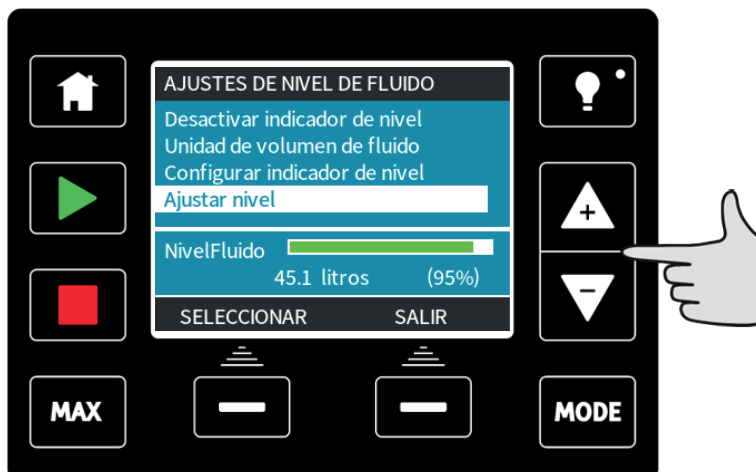 AJUSTES DE NIVEL DE FLUIDO
Desactivar indicador de nivel
Unidad de volumen de fluido
Configurar indicador de nivel
Ajustar nivel
NivelFluido
45.1 litros (95%)
SELECCIONAR SALIR
MAX MODE